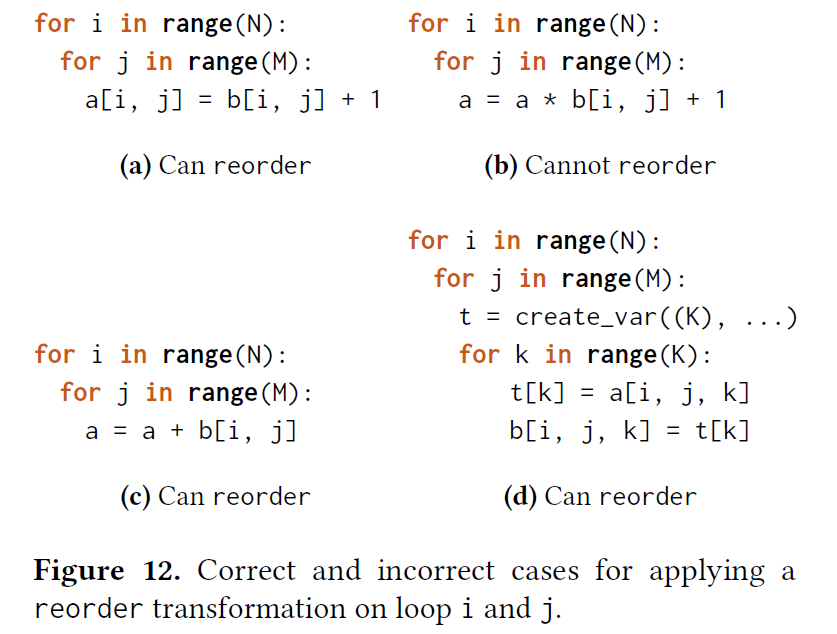 for i in range(N):
  for j in range(M):
    a[i, j] = b[i, j] + 1
(a) Can reorder
for i in range(N):
  for j in range(M):
    a = a * b[i, j] + 1
(b) Cannot reorder
for i in range(N):
  for j in range(M):
    a = a + b[i, j]
(c) Can reorder
for i in range(N):
  for j in range(M):
    t = create_var((K), ...)
    for k in range(K):
        t[k] = a[i, j, k]
        b[i, j, k] = t[k]
(d) Can reorder
Figure 12. Correct and incorrect cases for applying a
reorder transformation on loop i and j.